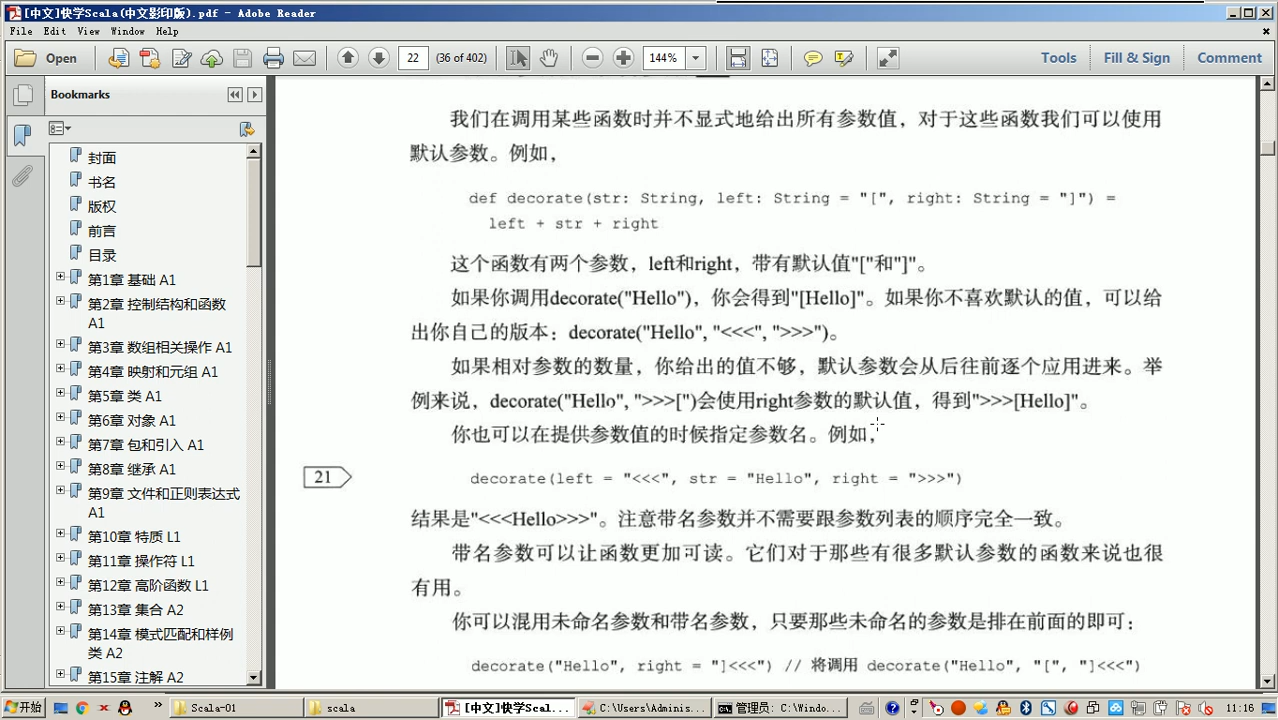 [中文]快学Scala(中文影印版).pdf - Adobe Reader
File Edit View Window Help
Open 22 (36 of 402) 144% Tools Fill & Sign Comment
Bookmarks
封面
书名
版权
前言
目录
第1章 基础 A1
第2章 控制结构和函数
A1
第3章 数组相关操作 A1
第4章 映射和元组 A1
第5章 类 A1
第6章 对象 A1
第7章 包和引入 A1
第8章 继承 A1
第9章 文件和正则表达式
A1
第10章 特质 L1
第11章 操作符 L1
第12章 高阶函数 L1
第13章 集合 A2
第14章 模式匹配和样例
类 A2
第15章 注解 A2
我们在调用某些函数时并不显式地给出所有参数值，对于这些函数我们可以使用
默认参数。例如，
def decorate(str: String, left: String = "[", right: String = "]") =
left + str + right
这个函数有两个参数，left和right，带有默认值"["和"]"。
如果你调用decorate("Hello")，你会得到"[Hello]"。如果你不喜欢默认的值，可以给
出你自己的版本：decorate("Hello", "<<<", ">>>")。
如果相对参数的数量，你给出的值不够，默认参数会从后往前逐个应用进来。举
例来说，decorate("Hello", ">>>[")会使用right参数的默认值，得到">>>[Hello]"。
你也可以在提供参数值的时候指定参数名。例如，
21
decorate(left = "<<<", str = "Hello", right = ">>>")
结果是"<<<Hello>>>"。注意带名参数并不需要跟参数列表的顺序完全一致。
带名参数可以让函数更加可读。它们对于那些有很多默认参数的函数来说也很
有用。
你可以混用未命名参数和带名参数，只要那些未命名的参数是排在前面的即可：
decorate("Hello", right = "]<<<") // 将调用 decorate("Hello", "[", "]<<<")
开始 Scala-01 scala [中文]快学Scal... C:\Users\Adminis... 管理员: C:\Windo... 11:16